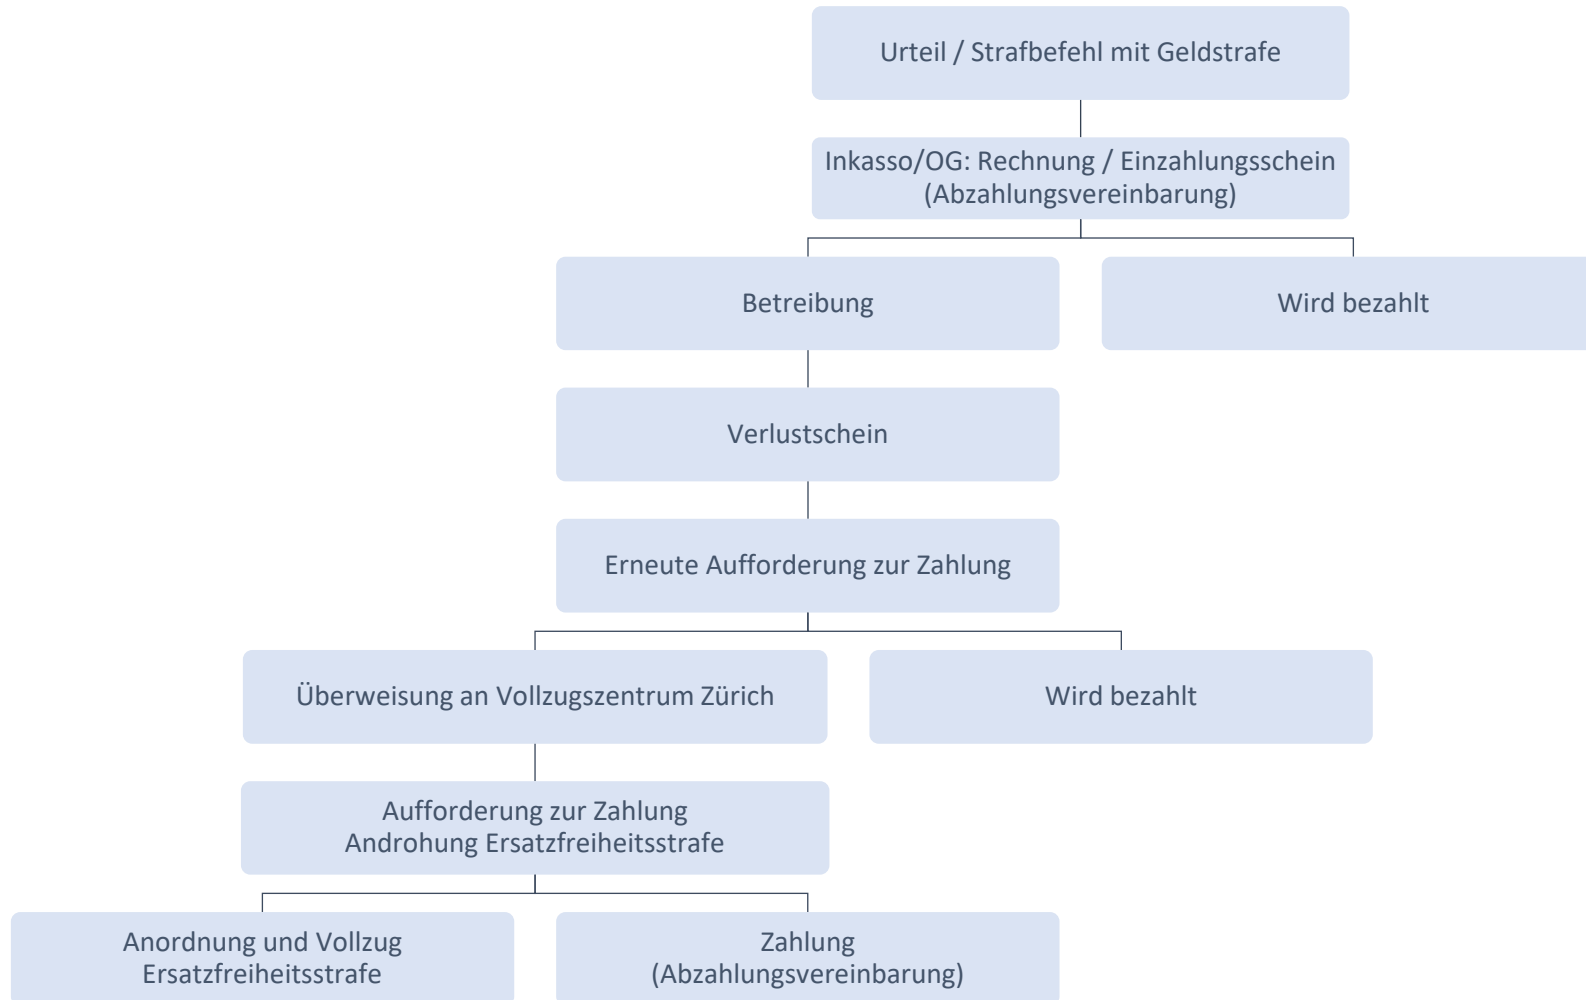 Urteil / Strafbefehl mit Geldstrafe
Inkasso/OG: Rechnung / Einzahlungsschein
(Abzahlungsvereinbarung)
Betreibung
Wird bezahlt
Verlustschein
Erneute Aufforderung zur Zahlung
Überweisung an Vollzugszentrum Zürich
Wird bezahlt
Aufforderung zur Zahlung
Androhung Ersatzfreiheitsstrafe
Anordnung und Vollzug
Ersatzfreiheitsstrafe
Zahlung
(Abzahlungsvereinbarung)